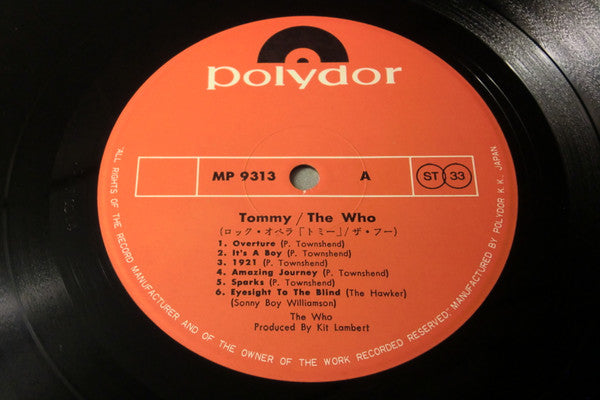 polydor
MP 9313 A ST 33
Tommy / The Who
(ロック・オペラ「トミー」/ ザ・フー)
1. Overture (P. Townshend)
2. It's A Boy (P. Townshend)
3. 1921 (P. Townshend)
4. Amazing Journey (P. Townshend)
5. Sparks (P. Townshend)
6. Eyesight To The Blind (The Hawker)
(Sonny Boy Williamson)
The Who
Produced By Kit Lambert
ALL RIGHTS OF THE RECORD MANUFACTURER AND OF THE OWNER OF THE WORK RECORDED RESERVED; MANUFACTURED BY POLYDOR K. K., JAPAN